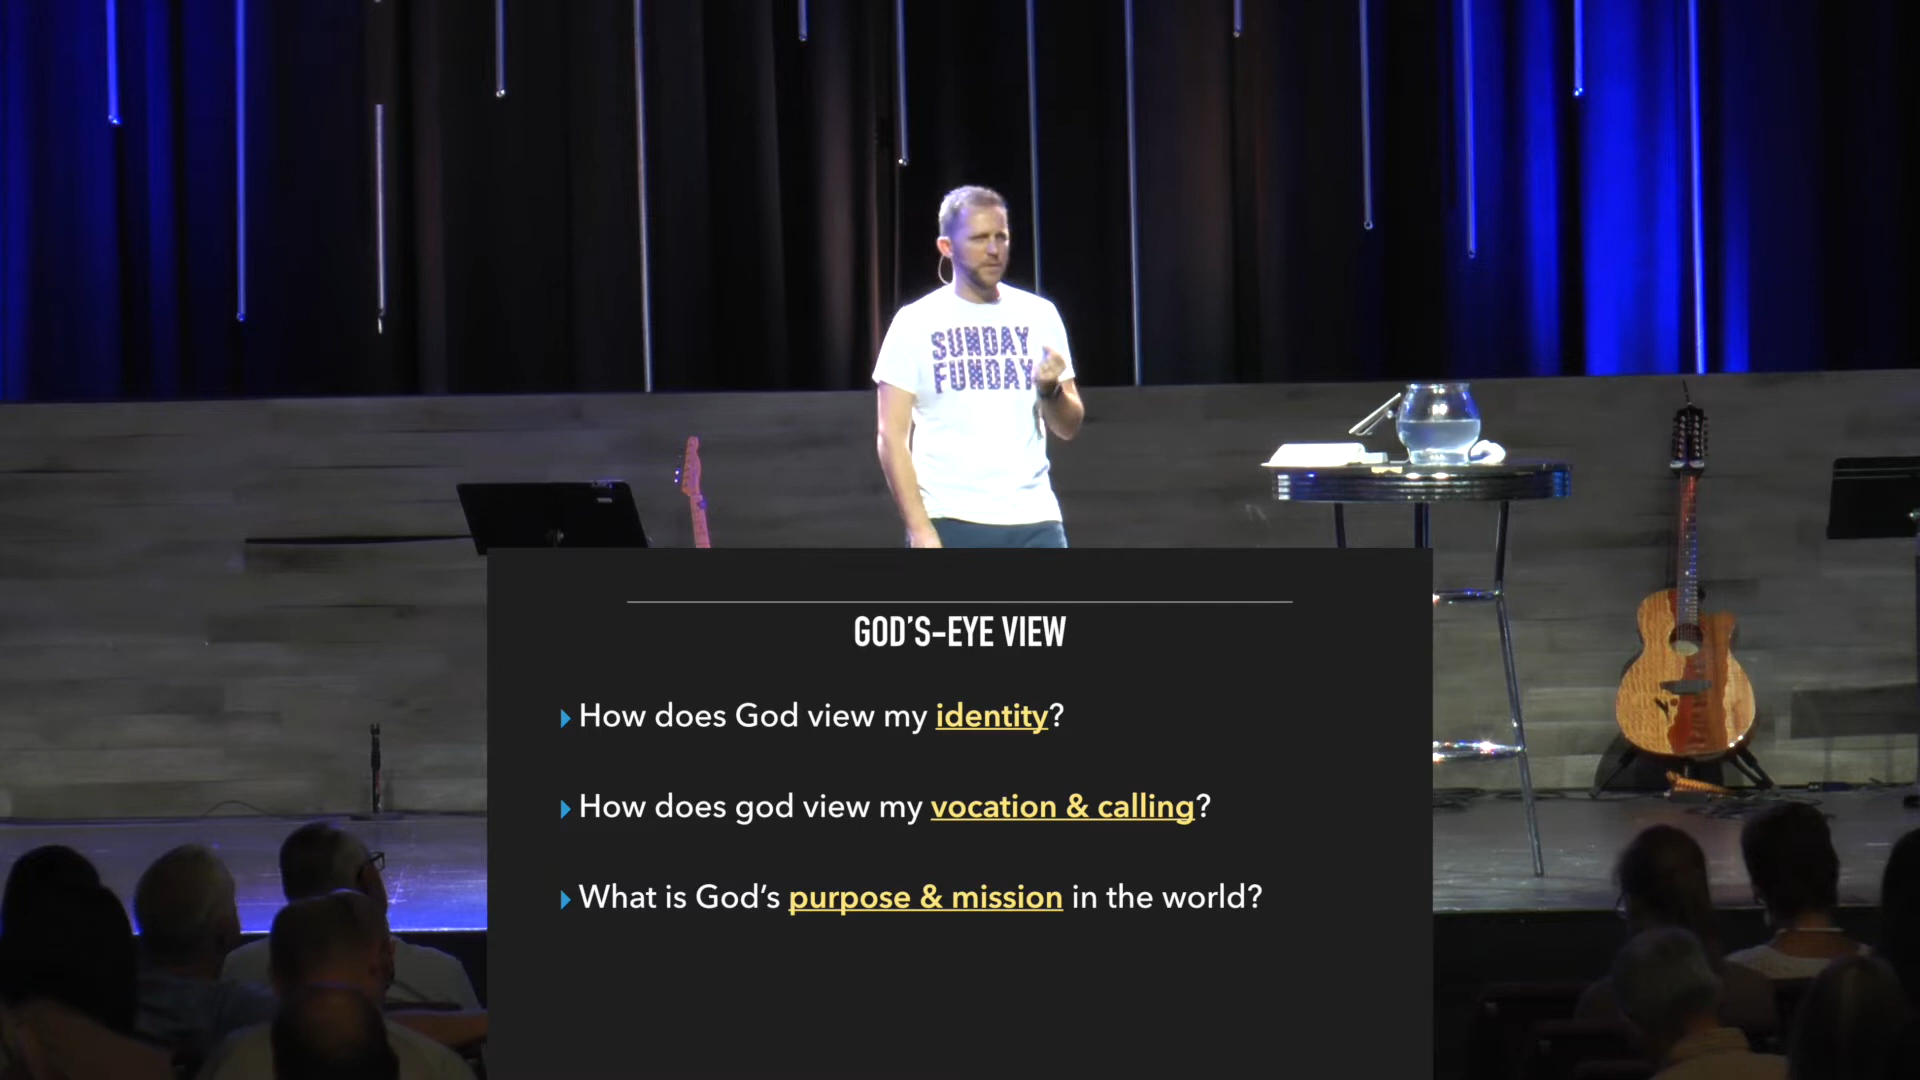 SUNDAY
FUNDAY
GOD'S-EYE VIEW
How does God view my identity?
How does god view my vocation & calling?
What is God's purpose & mission in the world?